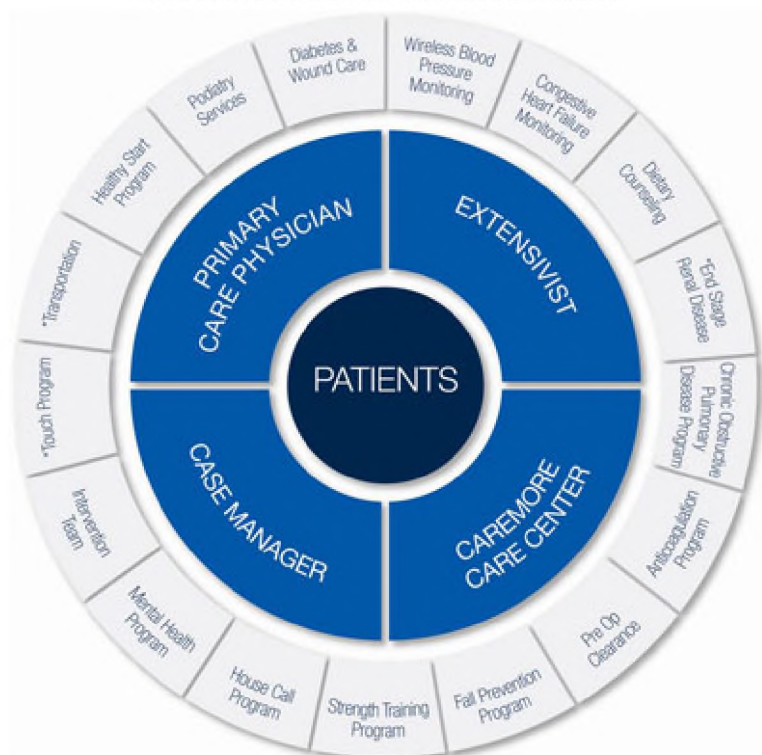 PATIENTS
PRIMARY
CARE PHYSICIAN
EXTENSIVIST
CAREMORE
CARE CENTER
CASE MANAGER
Diabetes &
Wound Care
Wireless Blood
Pressure
Monitoring
Congestive
Heart Failure
Monitoring
Dietary
Counseling
*End Stage
Renal Disease
Chronic Obstructive
Pulmonary
Disease Program
Anticoagulation
Program
Pre Op
Clearance
Fall Prevention
Program
Strength Training
Program
House Call
Program
Mental Health
Program
Intervention
Team
*Touch Program
*Transportation
Healthy Start
Program
Podiatry
Services